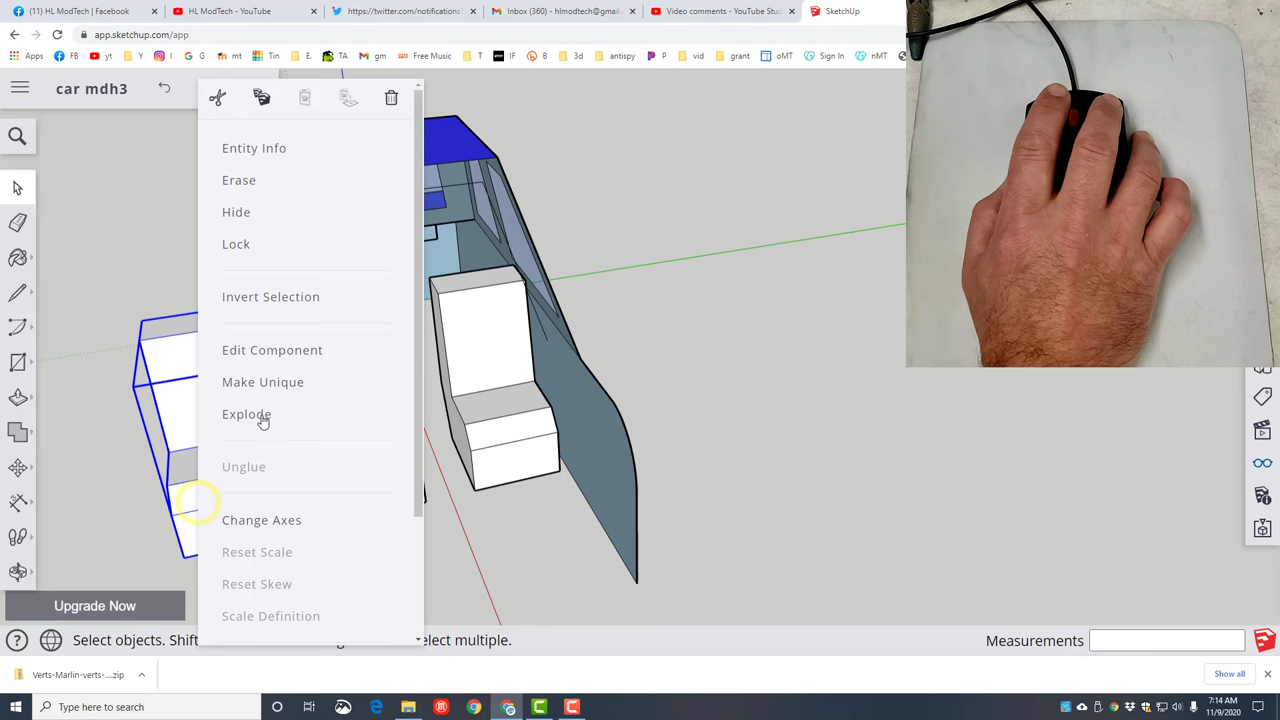 (3) HL ModTech | Facebook
HL ModTech - YouTube
https://twitter.com/notifications
Inbox (360) - hlmodtech@gmail
Video comments - YouTube Stud
SketchUp
app.sketchup.com/app
Apps FB yt G mt Tin TA gm IF B 3d antispy P vid grant oMT Sign In nMT
car mdh3
Entity Info
Erase
Hide
Lock
Invert Selection
Edit Component
Make Unique
Explode
Unglue
Change Axes
Reset Scale
Reset Skew
Scale Definition
Upgrade Now
Select objects. Shift elect multiple.
Measurements
Verts-Marlin-verts-....zip
Show all
Type here to search
7:14 AM
11/9/2020